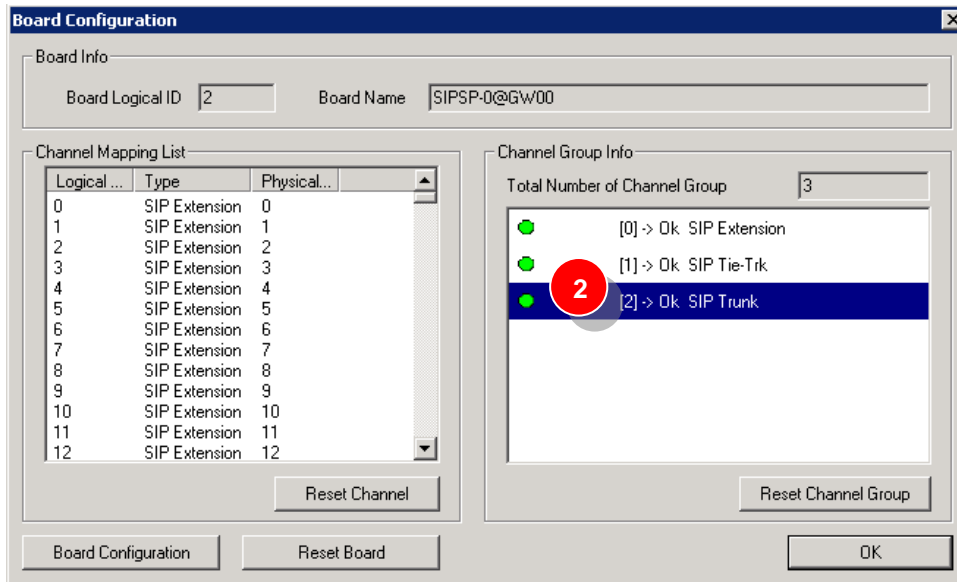 Board Configuration
Board Info
Board Logical ID 2 Board Name SIPSP-0@GW00
Channel Mapping List
Logical ... Type Physical...
0 SIP Extension 0
1 SIP Extension 1
2 SIP Extension 2
3 SIP Extension 3
4 SIP Extension 4
5 SIP Extension 5
6 SIP Extension 6
7 SIP Extension 7
8 SIP Extension 8
9 SIP Extension 9
10 SIP Extension 10
11 SIP Extension 11
12 SIP Extension 12
Reset Channel
Channel Group Info
Total Number of Channel Group 3
[0] -> Ok SIP Extension
[1] -> Ok SIP Tie-Trk
2
[2] -> Ok SIP Trunk
Reset Channel Group
Board Configuration Reset Board OK